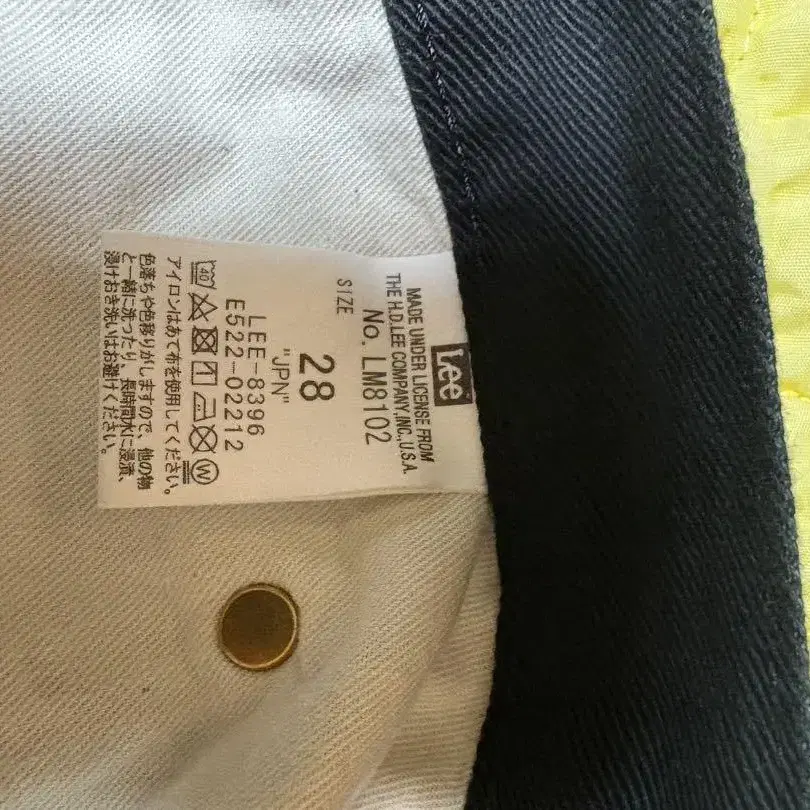 Lee
MADE UNDER LICENSE FROM
THE H.D.LEE COMPANY,INC.,U.S.A.
No. LM8102
SIZE
28
"JPN"
LEE-8396
E522-02212
40 W
アイロンはあて布を使用してください。
色落ちや色移りがしますので、他の物
と一緒に洗ったり、長時間水に浸漬、
漬けおき洗いはお避けください。